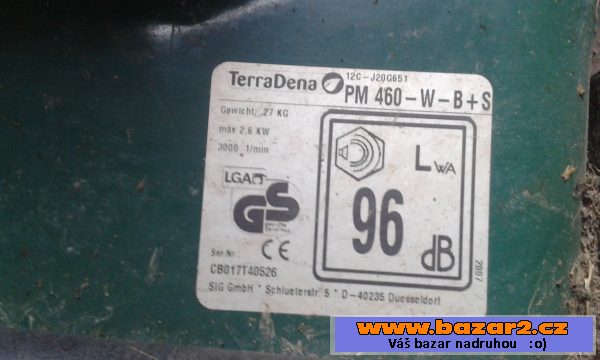 TerraDena
12C-J20G651
PM 460-W-B+S
Gewicht: 27 KG
max 2,6 KW
3000 1/min
LGA
GS
CE
LWA
96
dB
2007
Ser.Nr.
CB017T40526
SIG GmbH * Schlueterstr. 5 * D-40235 Duesseldorf
www.bazar2.cz
Váš bazar nadruhou :o)